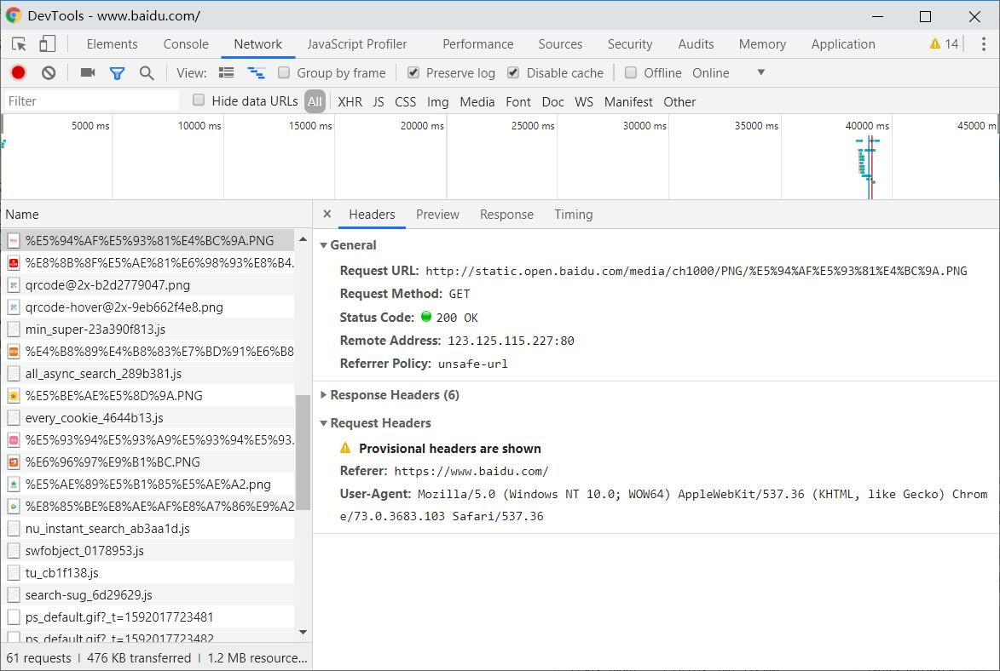 DevTools - www.baidu.com/
Elements Console Network JavaScript Profiler Performance Sources Security Audits Memory Application 14
View: Group by frame Preserve log Disable cache Offline Online
Filter Hide data URLs All XHR JS CSS Img Media Font Doc WS Manifest Other
5000 ms 10000 ms 15000 ms 20000 ms 25000 ms 30000 ms 35000 ms 40000 ms 45000 m
Name
%E5%94%AF%E5%93%81%E4%BC%9A.PNG
%E8%8B%8F%E5%AE%81%E6%98%93%E8%B4.
qrcode@2x-b2d2779047.png
qrcode-hover@2x-9eb662f4e8.png
min_super-23a390f813.js
%E4%B8%89%E4%B8%83%E7%BD%91%E6%B8
all_async_search_289b381.js
%E5%BE%AE%E5%8D%9A.PNG
every_cookie_4644b13.js
%E5%93%94%E5%93%A9%E5%93%94%E5%93.
%E6%96%97%E9%B1%BC.PNG
%E5%AE%89%E5%B1%85%E5%AE%A2.png
%E8%85%BE%E8%AE%AF%E8%A7%86%E9%A2
nu_instant_search_ab3aa1d.js
swfobject_0178953.js
tu_cb1f138.js
search-sug_6d29629.js
ps_default.gif?_t=1592017723481
ps_default.gif?_t=1592017723482
61 requests | 476 KB transferred | 1.2 MB resource...
× Headers Preview Response Timing
General
Request URL: http://static.open.baidu.com/media/ch1000/PNG/%E5%94%AF%E5%93%81%E4%BC%9A.PNG
Request Method: GET
Status Code: 200 OK
Remote Address: 123.125.115.227:80
Referrer Policy: unsafe-url
Response Headers (6)
Request Headers
Provisional headers are shown
Referer: https://www.baidu.com/
User-Agent: Mozilla/5.0 (Windows NT 10.0; WOW64) AppleWebKit/537.36 (KHTML, like Gecko) Chrom
e/73.0.3683.103 Safari/537.36